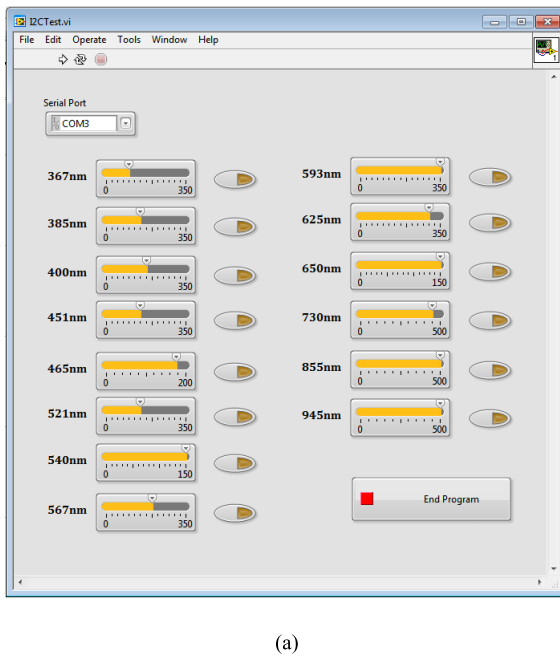 I2CTest.vi
File Edit Operate Tools Window Help
1
Serial Port
COM3
367nm
0 350
385nm
0 350
400nm
0 350
451nm
0 350
465nm
0 200
521nm
0 350
540nm
0 150
567nm
0 350
593nm
0 350
625nm
0 350
650nm
0 150
730nm
0 500
855nm
0 500
945nm
0 500
End Program
(a)